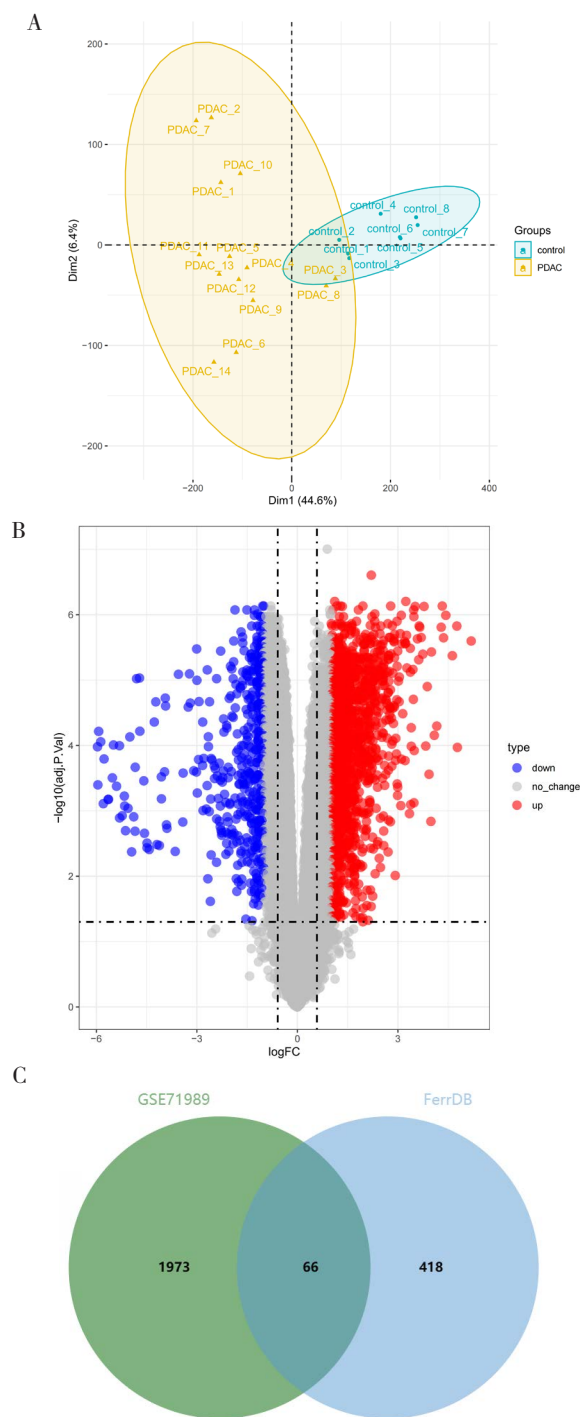 A
200
100
0
−100
−200
Dim2 (6.4%)
PDAC_2
PDAC_7
PDAC_10
PDAC_1
PDAC_11
PDAC_5
PDAC_13
PDAC_12
PDAC_9
PDAC_3
PDAC_8
PDAC_6
PDAC_14
control_4
control_8
control_2
control_6
control_7
control_1
control_5
control_3
−200
0
200
400
Dim1 (44.6%)
Groups
control
PDAC
B
6
4
2
0
−log10(adj.P.Val)
−6
−3
0
3
logFC
type
down
no_change
up
C
GSE71989
FerrDB
1973
66
418